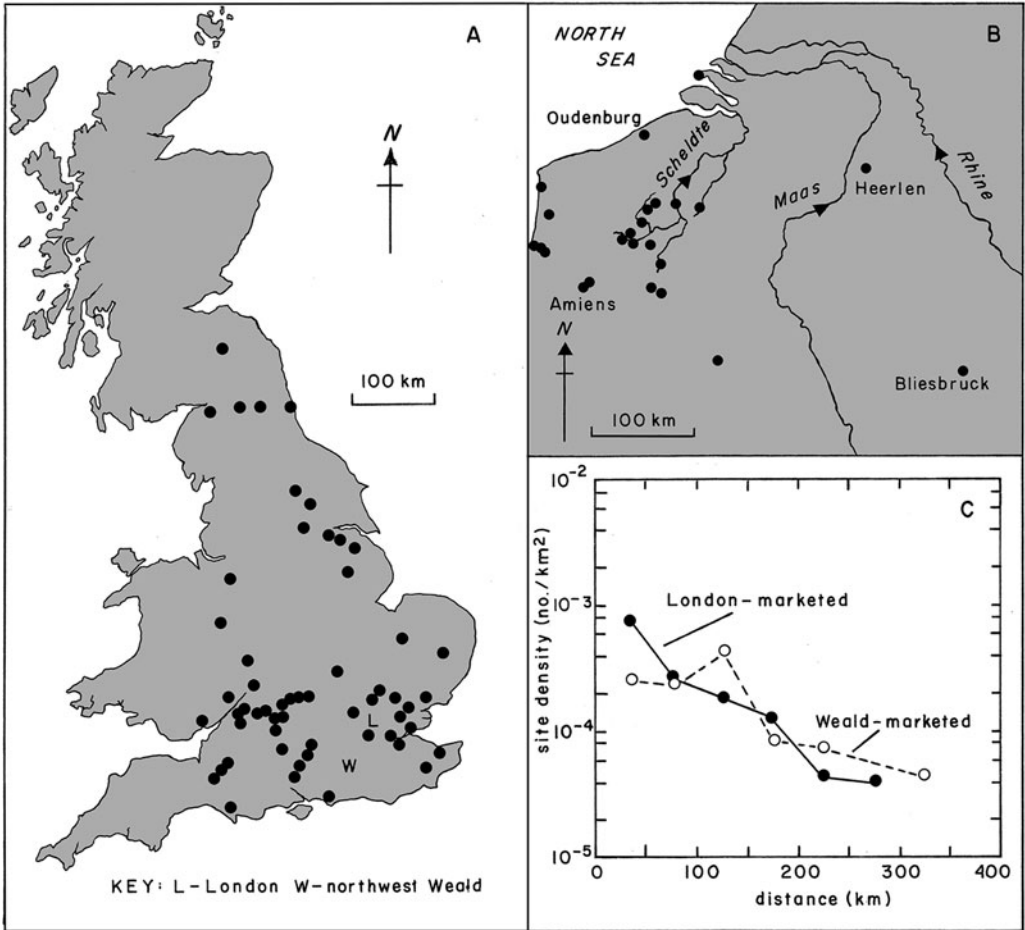 A
N
100 km
L
W
KEY: L-London W-northwest Weald
B
NORTH
SEA
Oudenburg
Scheldte
Maas
Heerlen
Rhine
Amiens
N
Bliesbruck
100 km
C
10⁻²
10⁻³
10⁻⁴
10⁻⁵
site density (no./km²)
London-marketed
Weald-marketed
0 100 200 300 400
distance (km)